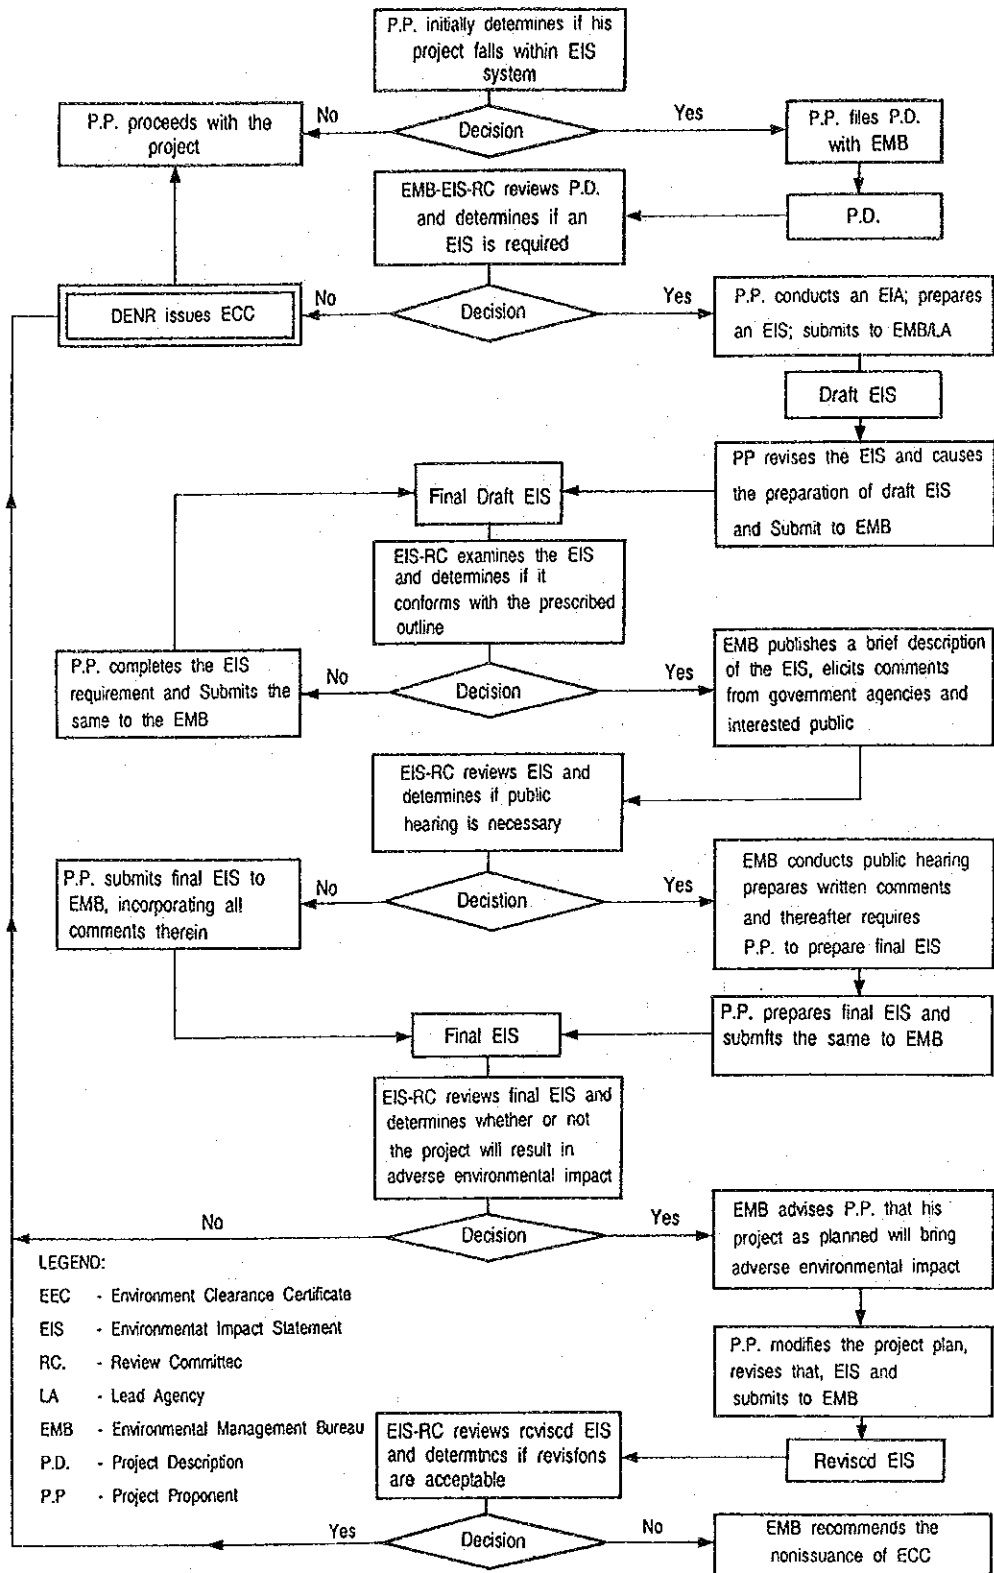 P.P. initially determines if his
project falls within EIS
system
No
Decision
Yes
P.P. proceeds with the
project
P.P. files P.D.
with EMB
EMB-EIS-RC reviews P.D.
and determines if an
EIS is required
P.D.
DENR issues ECC
No
Decision
Yes
P.P. conducts an EIA; prepares
an EIS; submits to EMB/LA
Draft EIS
Final Draft EIS
PP revises the EIS and causes
the preparation of draft EIS
and Submit to EMB
EIS-RC examines the EIS
and determines if it
conforms with the prescribed
outline
P.P. completes the EIS
requirement and Submits the
same to the EMB
No
Decision
Yes
EMB publishes a brief description
of the EIS, elicits comments
from government agencies and
interested public
EIS-RC reviews EIS and
determines if public
hearing is necessary
P.P. submits final EIS to
EMB, incorporating all
comments therein
No
Decistion
Yes
EMB conducts public hearing
prepares written comments
and thereafter requires
P.P. to prepare final EIS
Final EIS
P.P. prepares final EIS and
submfts the same to EMB
EIS-RC reviews final EIS and
determines whether or not
the project will result in
adverse environmental impact
No
Decision
Yes
EMB advises P.P. that his
project as planned will bring
adverse environmental impact
LEGEND:
EEC - Environment Clearance Certificate
EIS - Environmental Impact Statement
RC. - Review Committec
LA - Lead Agency
EMB - Environmental Management Bureau
P.D. - Project Description
P.P - Project Proponent
P.P. modifies the project plan,
revises that, EIS and
submits to EMB
EIS-RC reviews rcviscd EIS
and determtncs if revisfons
are acceptable
Reviscd EIS
Yes
Decision
No
EMB recommends the
nonissuance of ECC